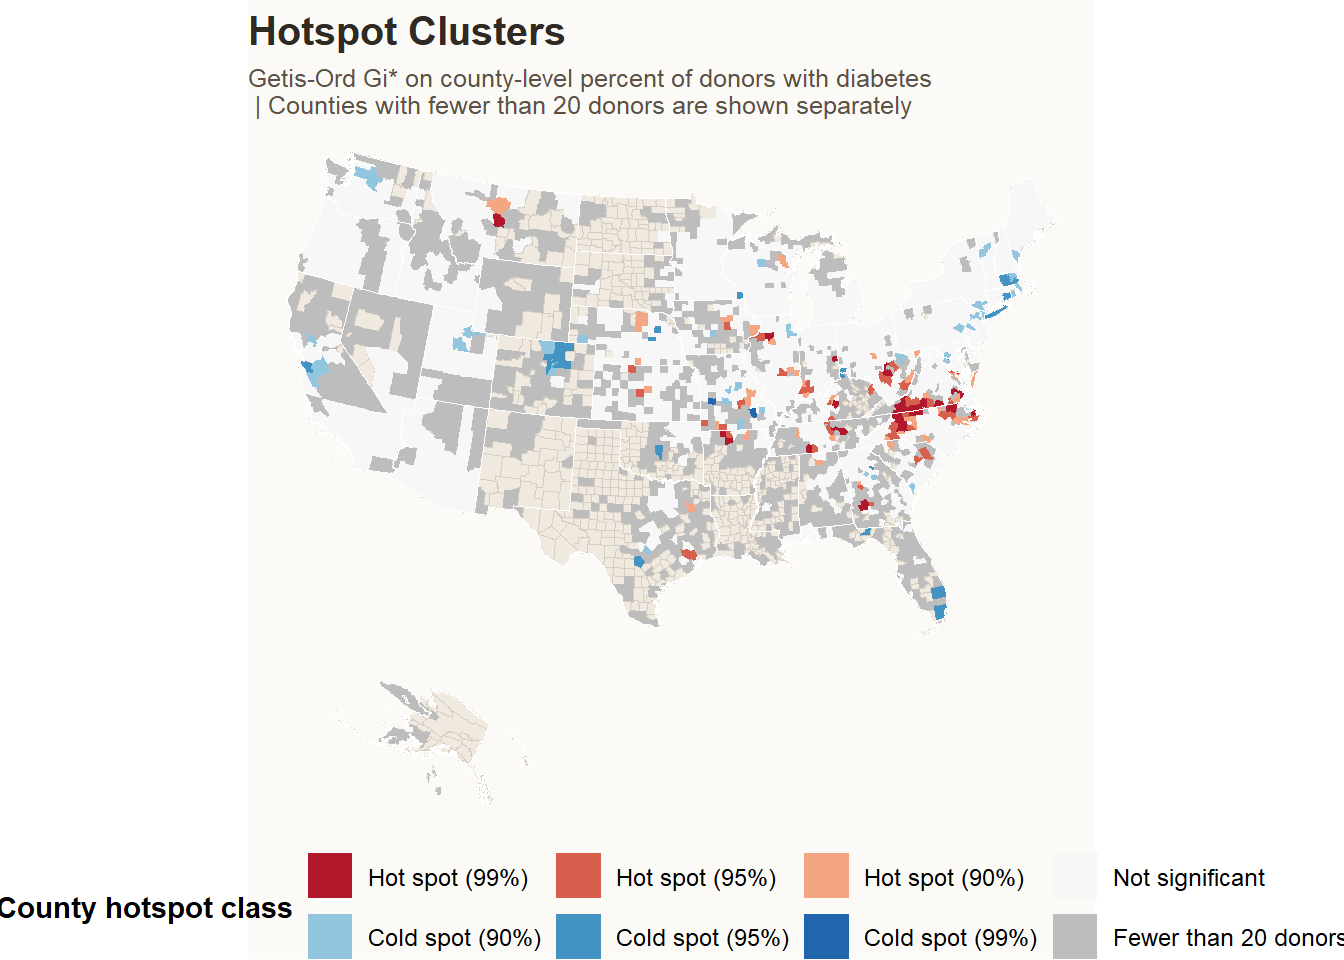 Hotspot Clusters
Getis-Ord Gi* on county-level percent of donors with diabetes
| Counties with fewer than 20 donors are shown separately
County hotspot class
Hot spot (99%)
Hot spot (95%)
Hot spot (90%)
Not significant
Cold spot (90%)
Cold spot (95%)
Cold spot (99%)
Fewer than 20 donors